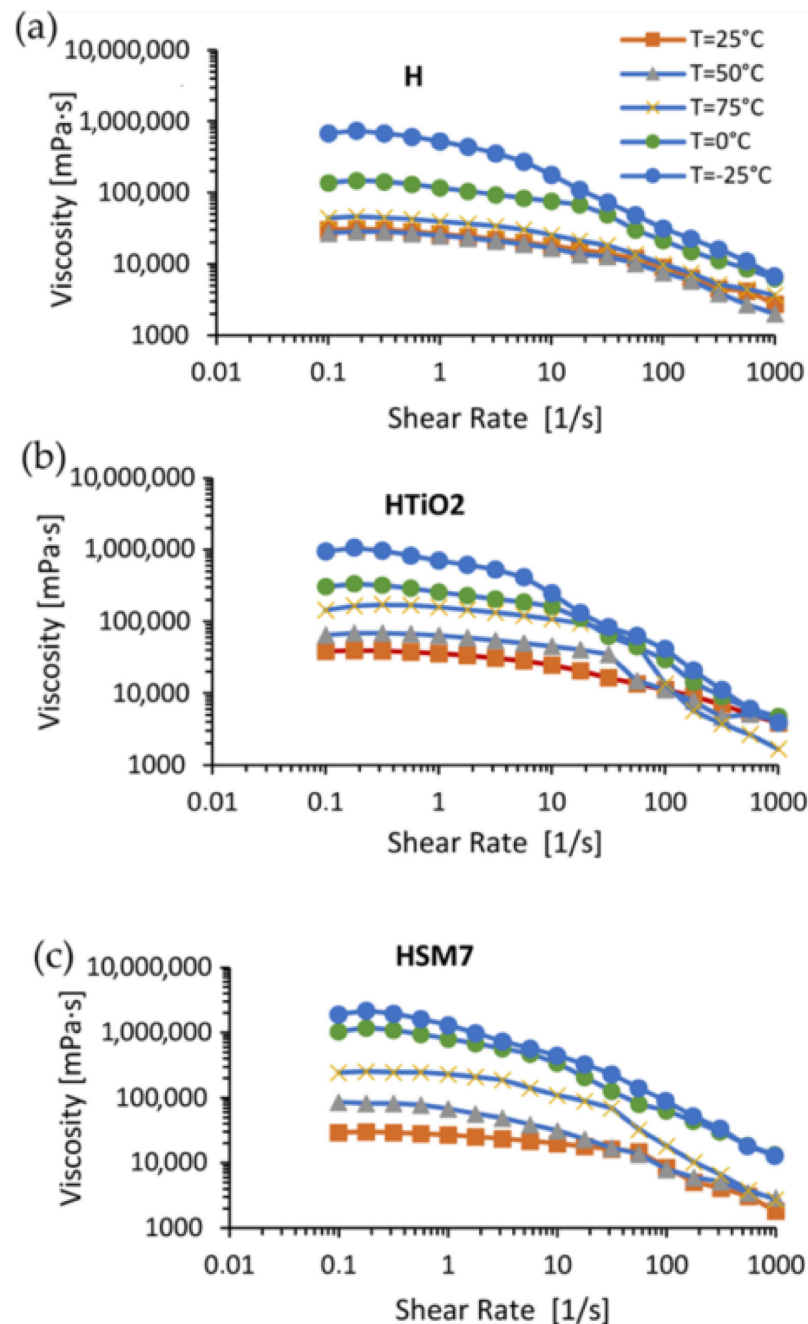 (a)
10,000,000
1,000,000
100,000
10,000
1000
Viscosity [mPa·s]
H
T=25°C
T=50°C
T=75°C
T=0°C
T=-25°C
0.01 0.1 1 10 100 1000
Shear Rate [1/s]
(b)
10,000,000
1,000,000
100,000
10,000
1000
Viscosity [mPa·s]
HTiO2
0.01 0.1 1 10 100 1000
Shear Rate [1/s]
(c)
10,000,000
1,000,000
100,000
10,000
1000
Viscosity [mPa·s]
HSM7
0.01 0.1 1 10 100 1000
Shear Rate [1/s]